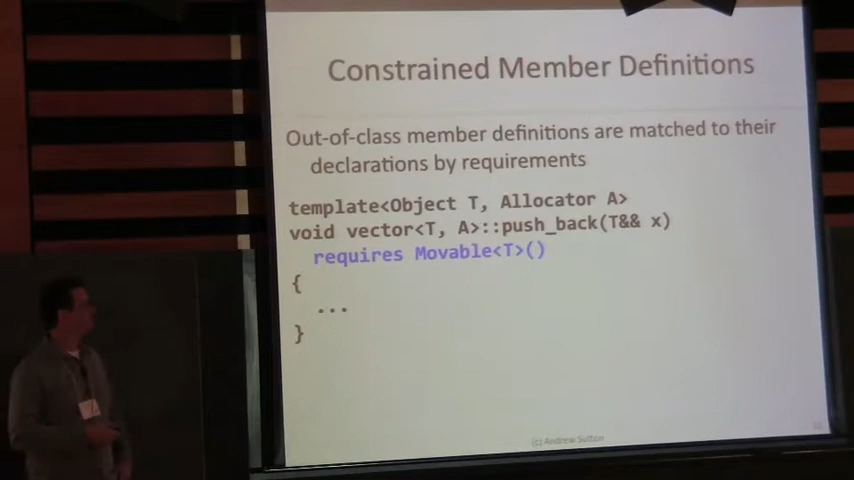 Constrained Member Definitions
Out-of-class member definitions are matched to their
declarations by requirements
template<Object T, Allocator A>
void vector<T, A>::push_back(T&& x)
requires Movable<T>()
{
...
}
(c) Andrew Sutton